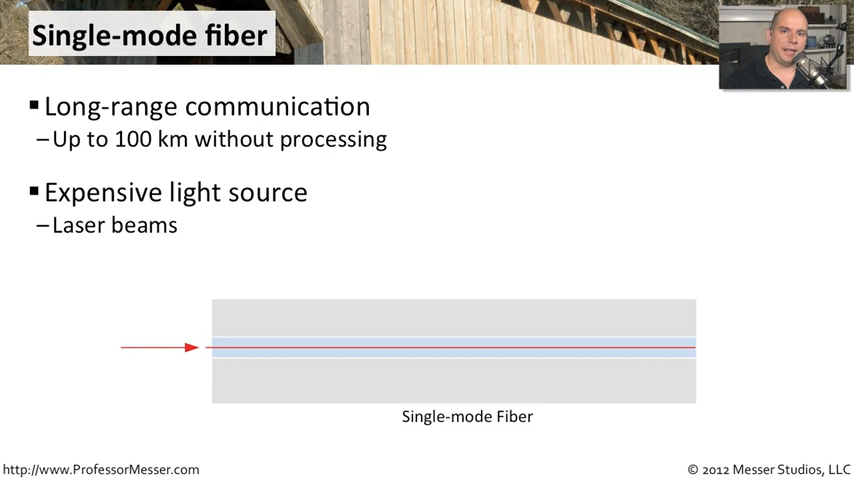 Single-mode fiber
▪ Long-range communication
– Up to 100 km without processing
▪ Expensive light source
– Laser beams
Single-mode Fiber
http://www.ProfessorMesser.com
© 2012 Messer Studios, LLC